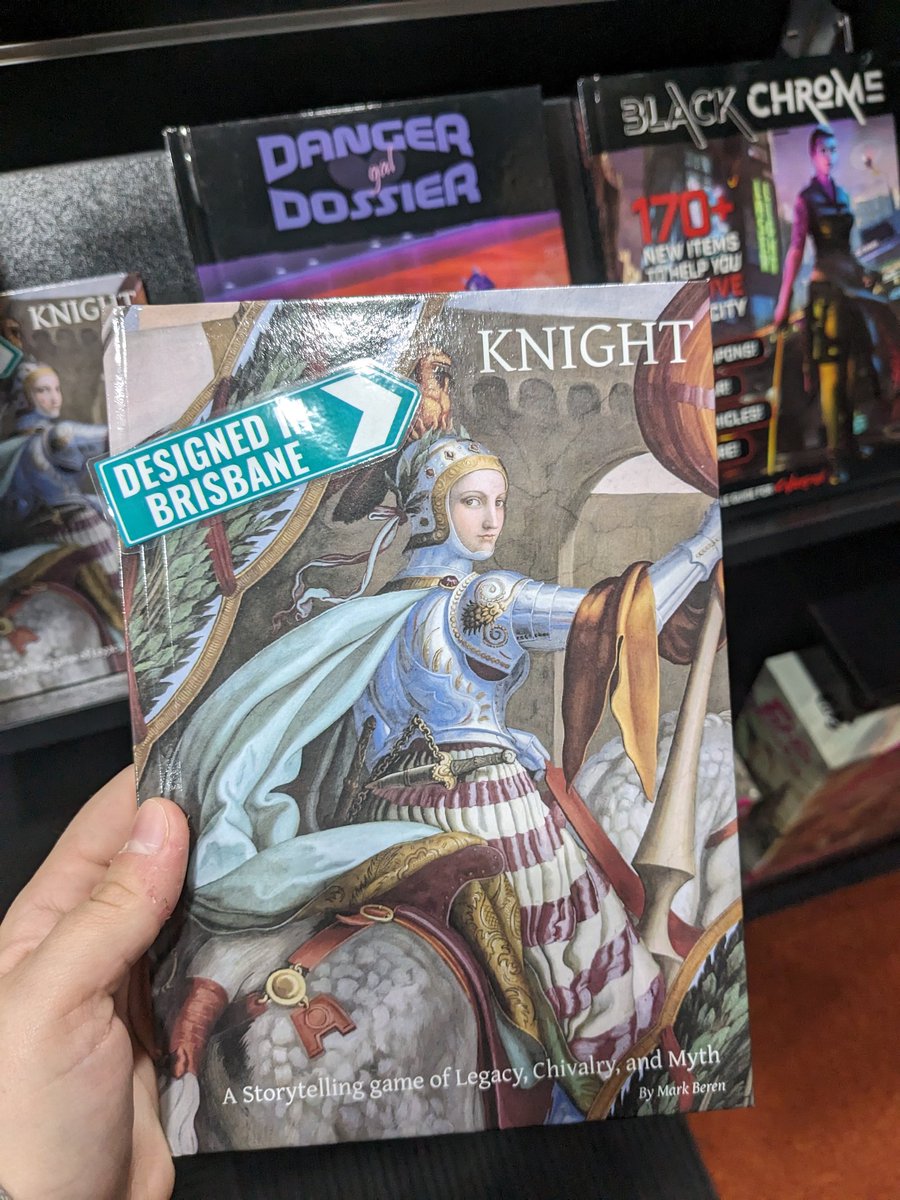 DANGER
gal
DOSSIER
BLACK CHROME
170+
NEW ITEMS
TO HELP YOU
CITY
KNIGHT
KNIGHT
DESIGNED IN
BRISBANE
A Storytelling game of Legacy, Chivalry, and Myth
By Mark Beren